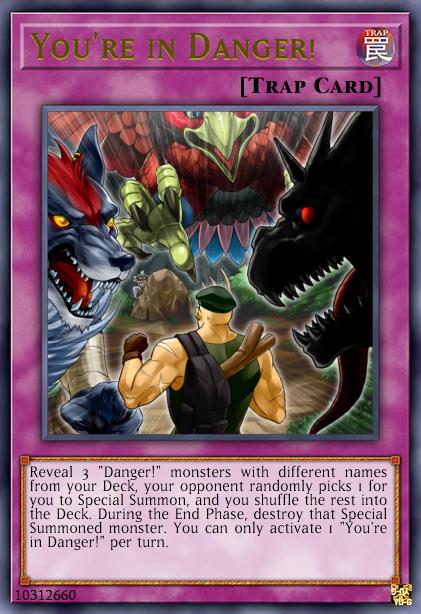 You're in Danger!
TRAP
罠
[Trap Card]
Reveal 3 "Danger!" monsters with different names
from your Deck, your opponent randomly picks 1 for
you to Special Summon, and you shuffle the rest into
the Deck. During the End Phase, destroy that Special
Summoned monster. You can only activate 1 "You're
in Danger!" per turn.
10312660